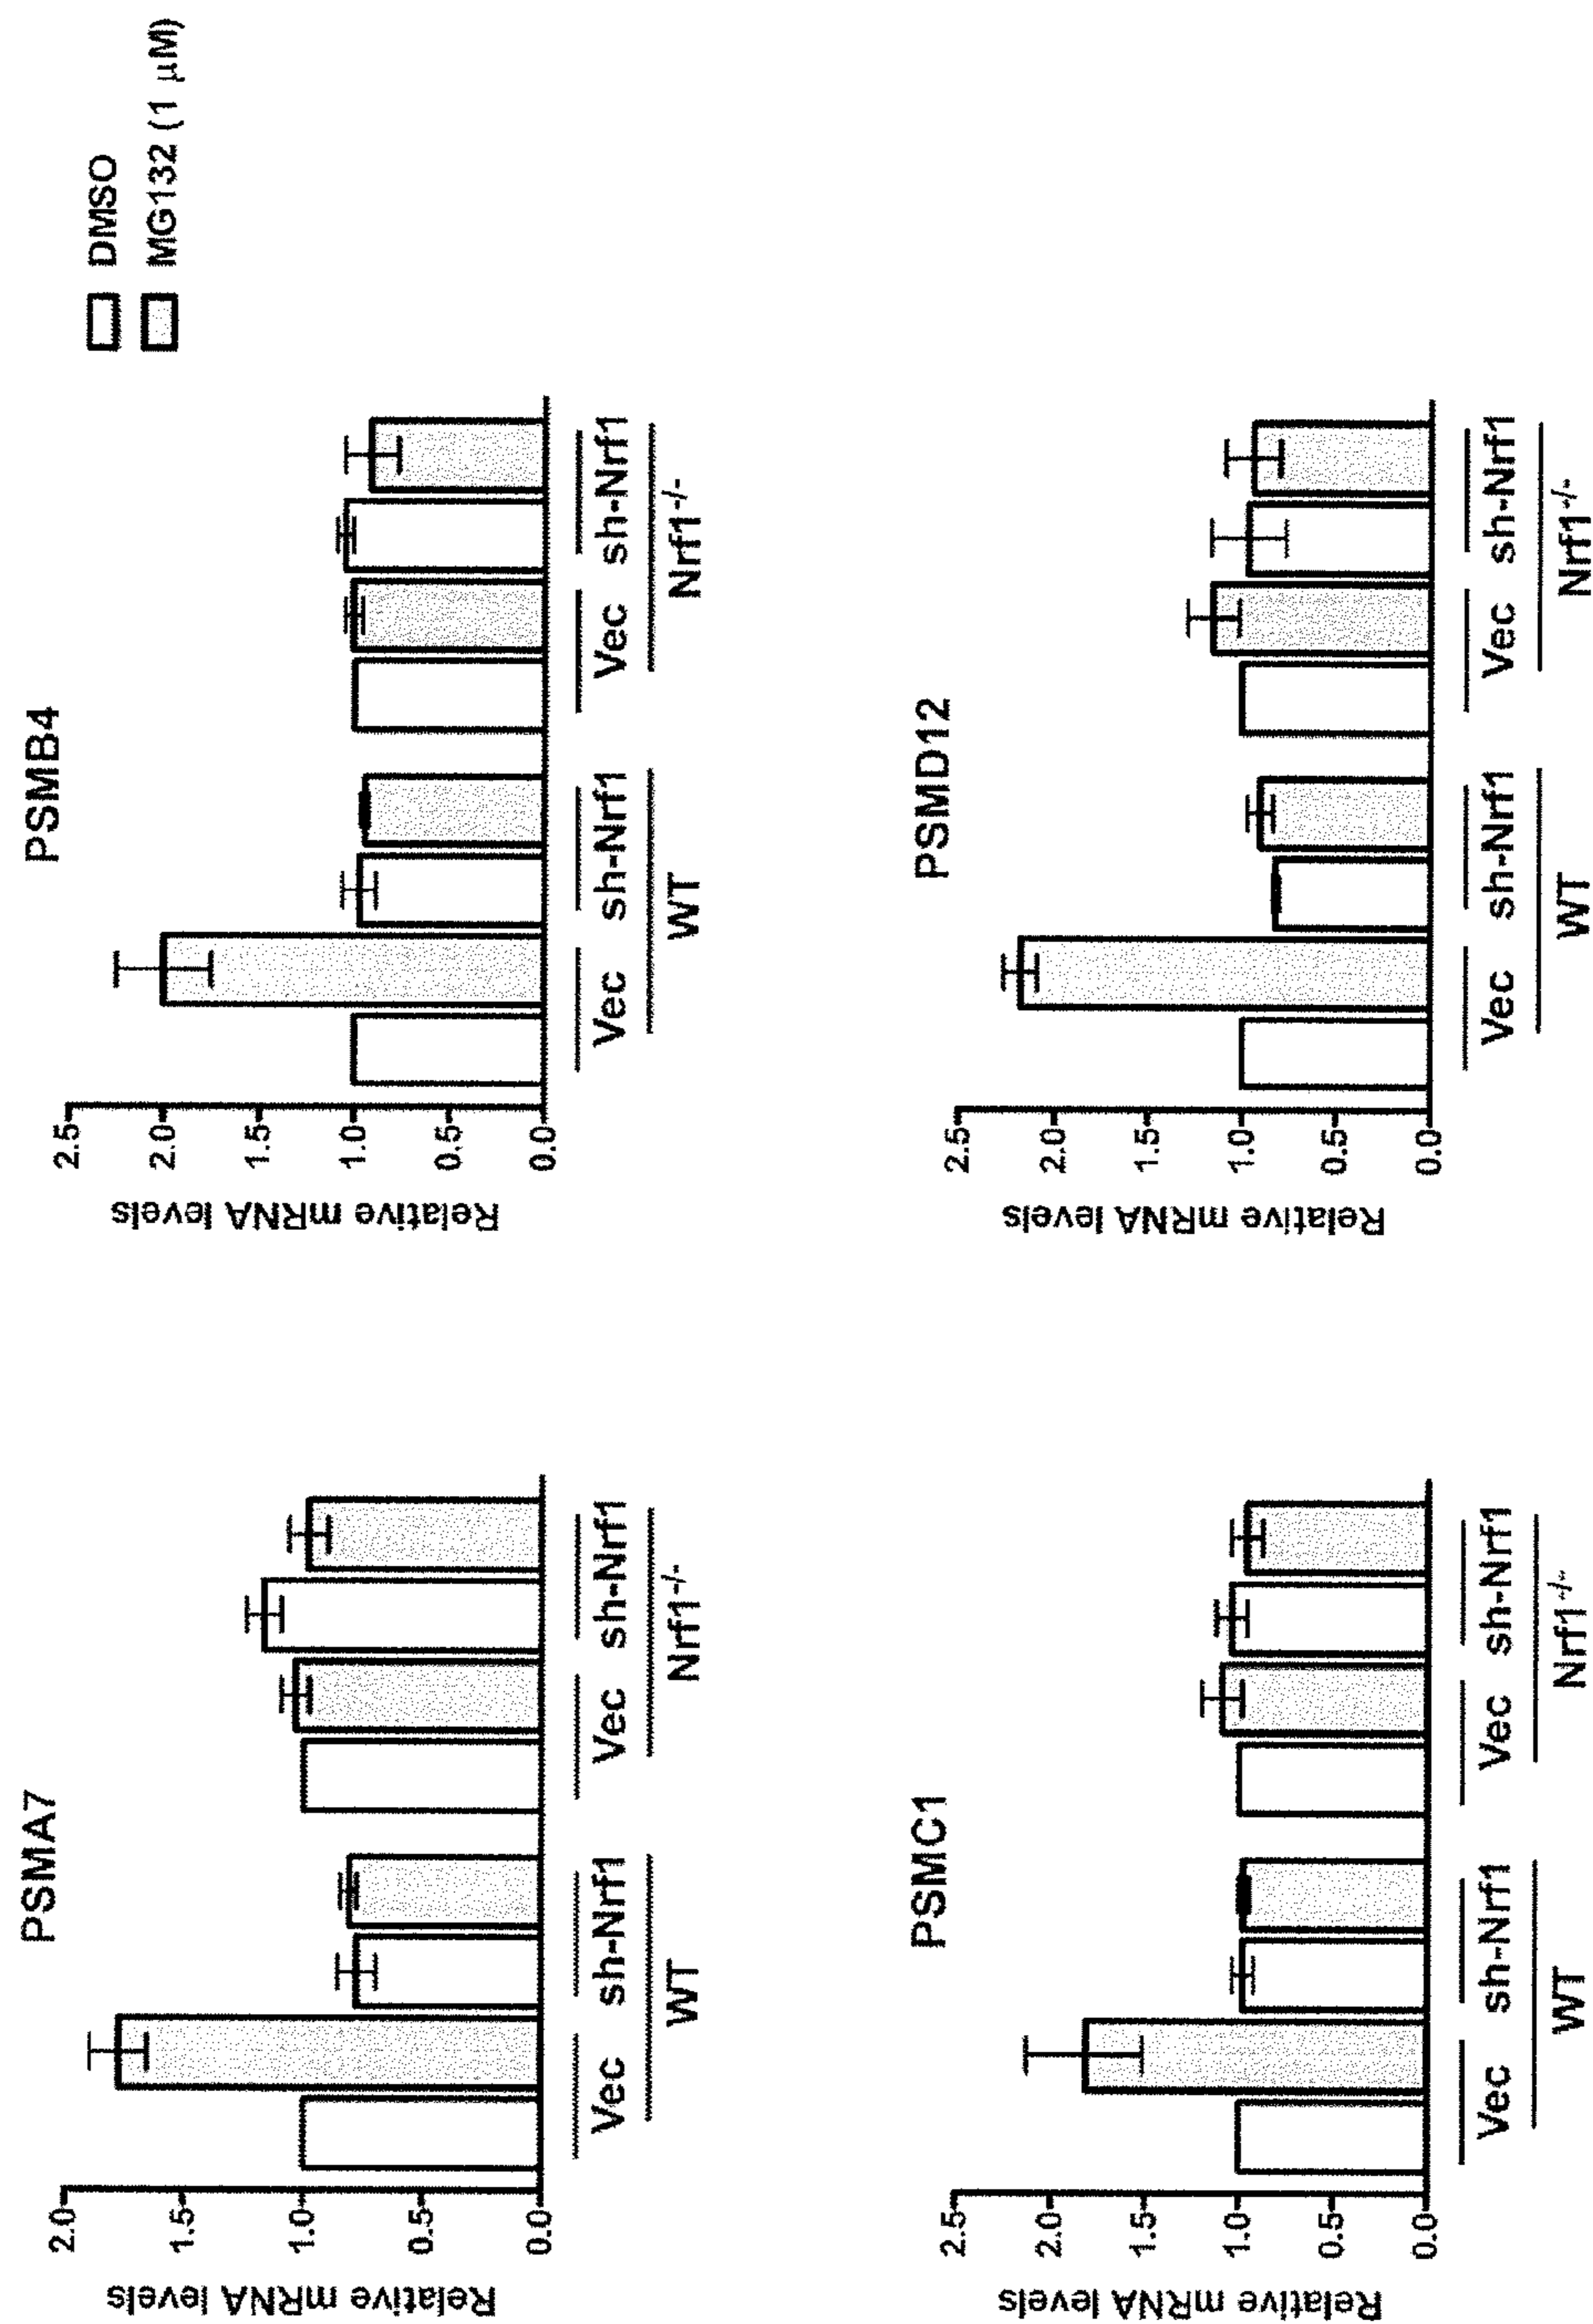 DMSO
MG132 (1 µM)
PSMA7
Relative mRNA levels
2.0
1.5
1.0
0.5
0.0
Vec sh-Nrf1 Vec sh-Nrf1
WT Nrf1-/-
PSMB4
Relative mRNA levels
2.5
2.0
1.5
1.0
0.5
0.0
Vec sh-Nrf1 Vec sh-Nrf1
WT Nrf1-/-
PSMC1
Relative mRNA levels
2.5
2.0
1.5
1.0
0.5
0.0
Vec sh-Nrf1 Vec sh-Nrf1
WT Nrf1-/-
PSMD12
Relative mRNA levels
2.5
2.0
1.5
1.0
0.5
0.0
Vec sh-Nrf1 Vec sh-Nrf1
WT Nrf1-/-